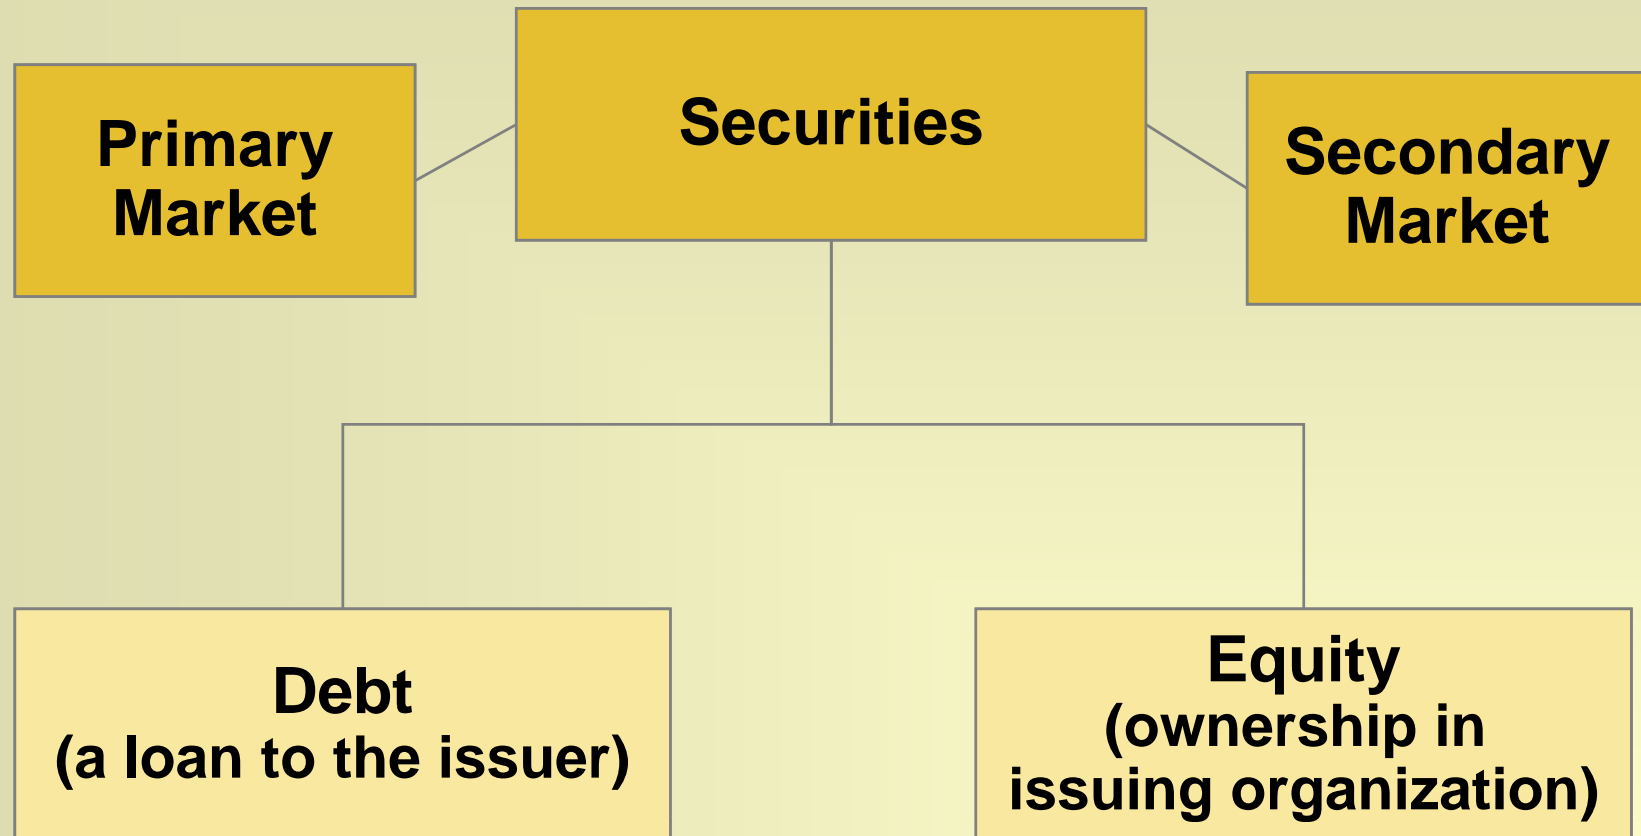 Primary
Market
Securities
Secondary
Market
Debt
(a loan to the issuer)
Equity
(ownership in
issuing organization)